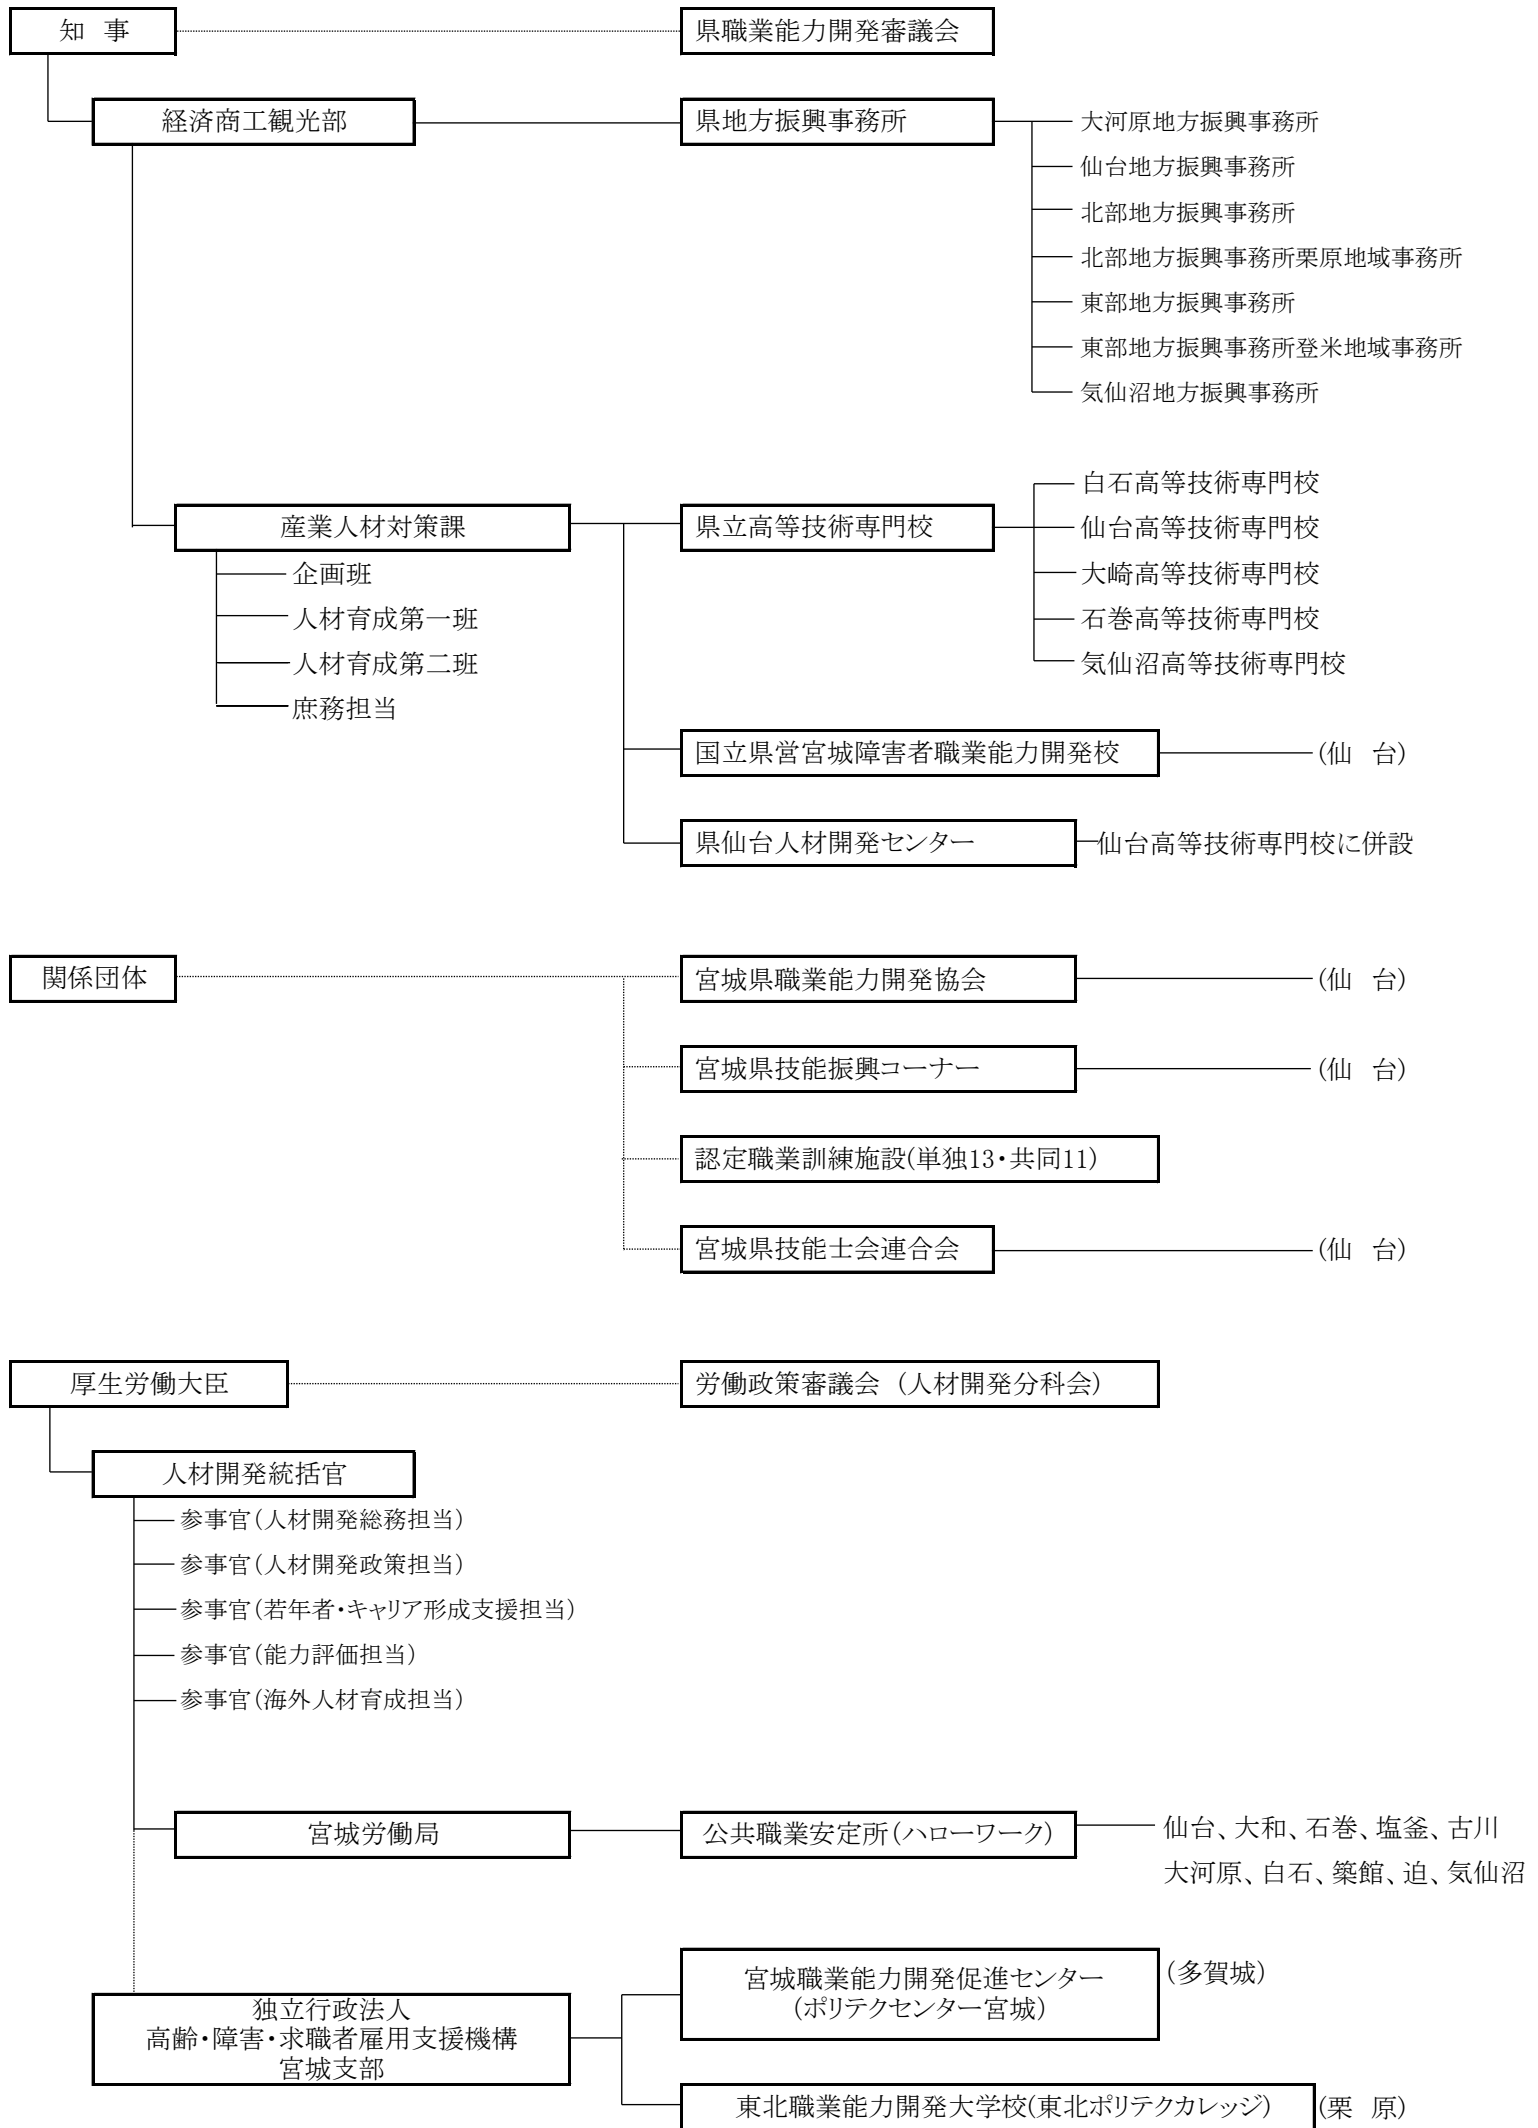 知　事
県職業能力開発審議会
経済商工観光部
県地方振興事務所
大河原地方振興事務所
仙台地方振興事務所
北部地方振興事務所
北部地方振興事務所栗原地域事務所
東部地方振興事務所
東部地方振興事務所登米地域事務所
気仙沼地方振興事務所
産業人材対策課
企画班
人材育成第一班
人材育成第二班
庶務担当
県立高等技術専門校
白石高等技術専門校
仙台高等技術専門校
大崎高等技術専門校
石巻高等技術専門校
気仙沼高等技術専門校
国立県営宮城障害者職業能力開発校
(仙　台)
県仙台人材開発センター
仙台高等技術専門校に併設
関係団体
宮城県職業能力開発協会
(仙　台)
宮城県技能振興コーナー
(仙　台)
認定職業訓練施設(単独13・共同11)
宮城県技能士会連合会
(仙　台)
厚生労働大臣
労働政策審議会（人材開発分科会）
人材開発統括官
参事官（人材開発総務担当）
参事官（人材開発政策担当）
参事官（若年者・キャリア形成支援担当）
参事官（能力評価担当）
参事官（海外人材育成担当）
宮城労働局
公共職業安定所（ハローワーク）
仙台、大和、石巻、塩釜、古川
大河原、白石、築館、迫、気仙沼
独立行政法人
高齢・障害・求職者雇用支援機構
宮城支部
宮城職業能力開発促進センター
（ポリテクセンター宮城）
（多賀城）
東北職業能力開発大学校(東北ポリテクカレッジ)
(栗　原)